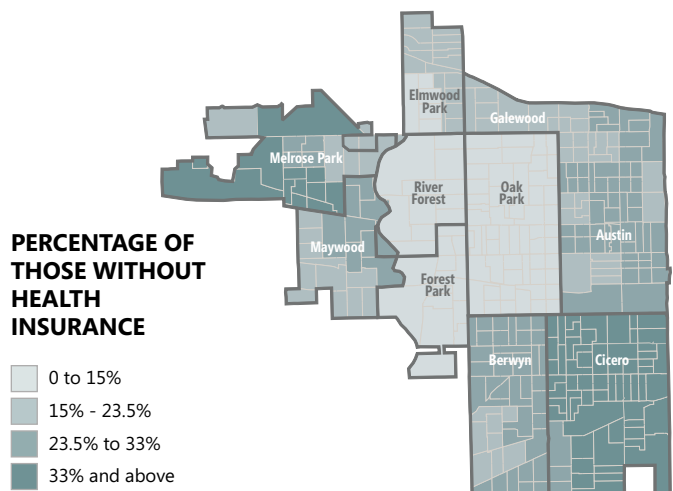 Elmwood
Park
Galewood
Melrose Park
River
Forest
Oak
Park
Maywood
Austin
Forest
Park
Berwyn
Cicero
PERCENTAGE OF
THOSE WITHOUT
HEALTH
INSURANCE
0 to 15%
15% - 23.5%
23.5% to 33%
33% and above